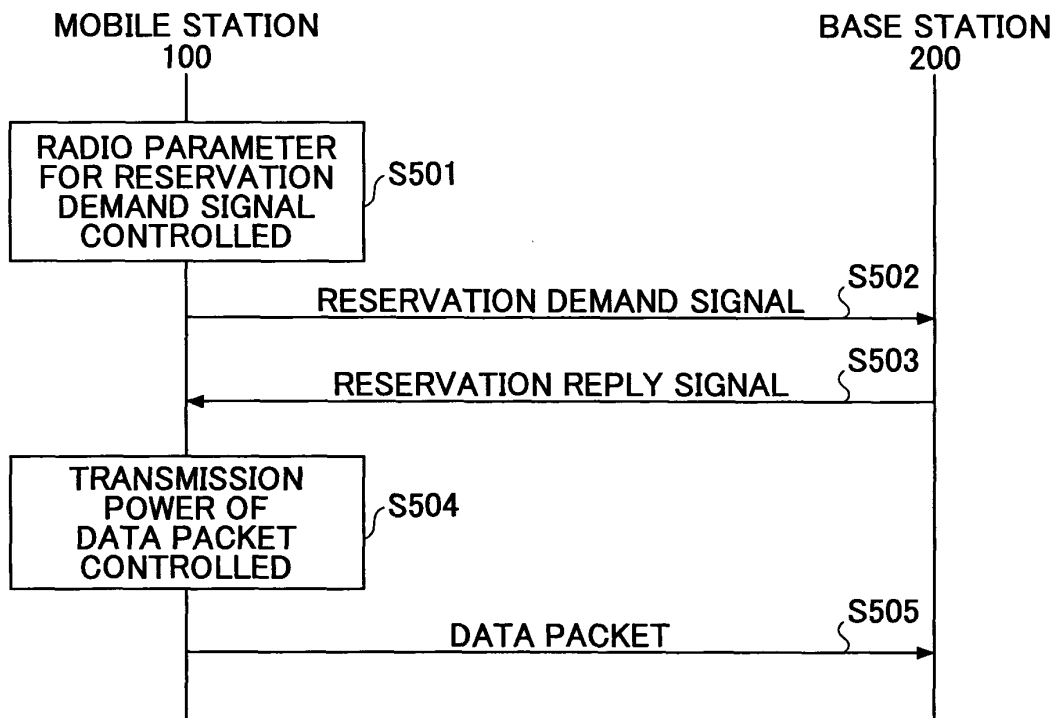 MOBILE STATION
100
BASE STATION
200
RADIO PARAMETER
FOR RESERVATION
DEMAND SIGNAL
CONTROLLED
S501
S502
RESERVATION DEMAND SIGNAL
S503
RESERVATION REPLY SIGNAL
TRANSMISSION
POWER OF
DATA PACKET
CONTROLLED
S504
S505
DATA PACKET